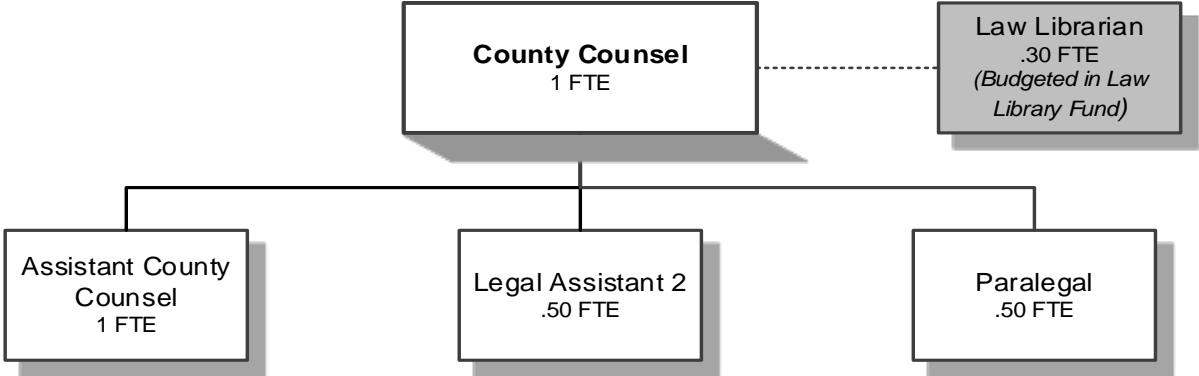 County Counsel
1 FTE
Law Librarian
.30 FTE
(Budgeted in Law
Library Fund)
Assistant County
Counsel
1 FTE
Legal Assistant 2
.50 FTE
Paralegal
.50 FTE